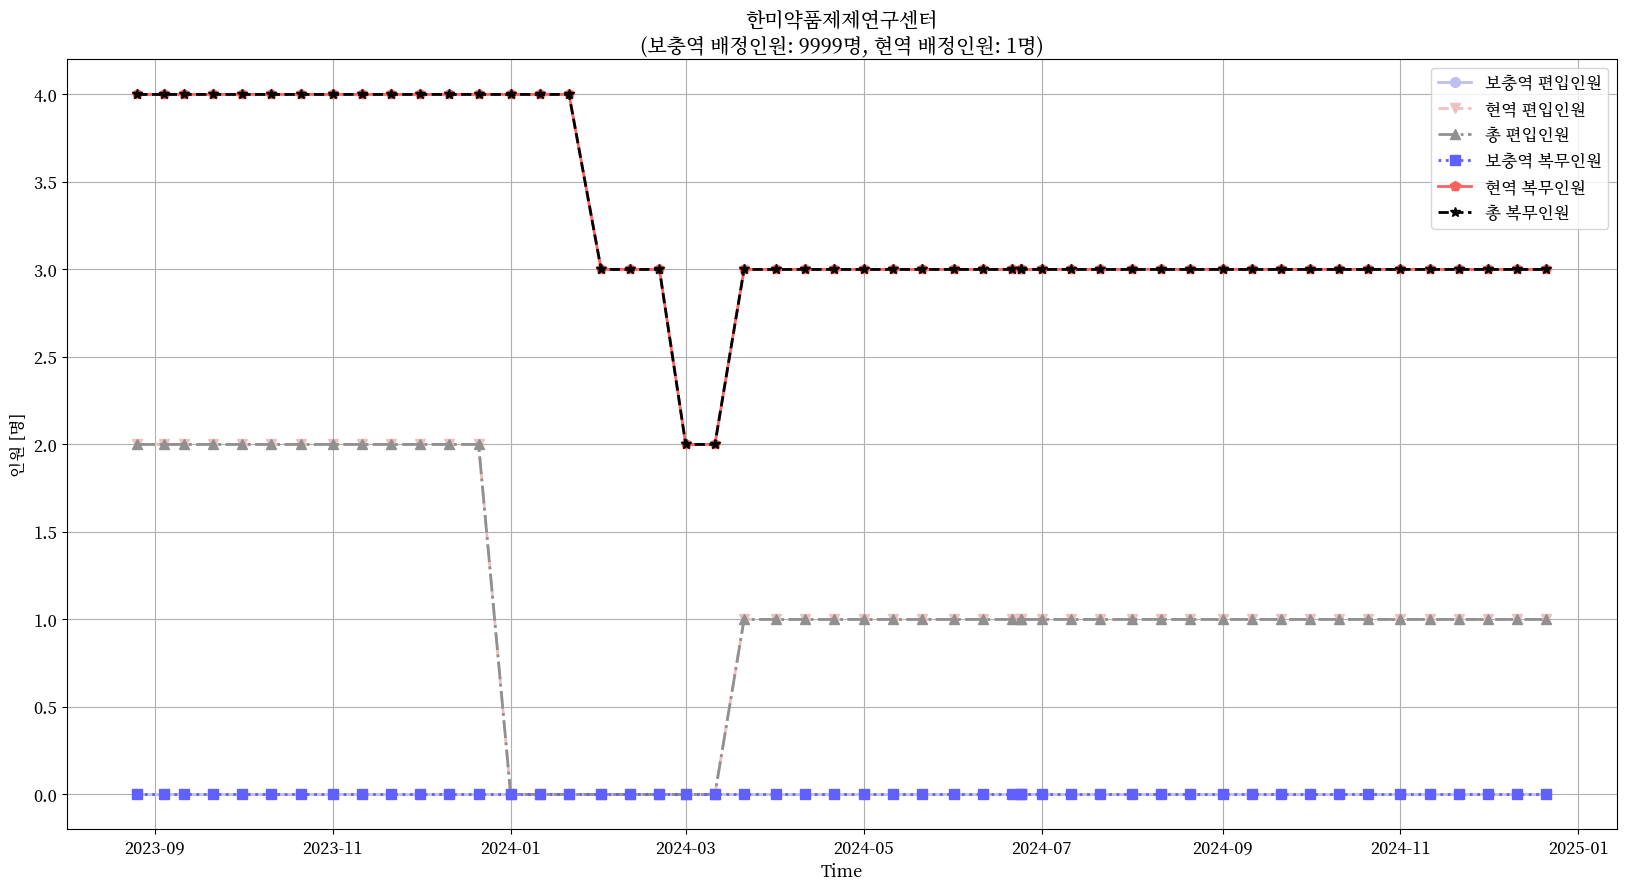 한미약품제제연구센터
(보충역 배정인원: 9999명, 현역 배정인원: 1명)
보충역 편입인원
현역 편입인원
총 편입인원
보충역 복무인원
현역 복무인원
총 복무인원
인원 [명]
4.0
3.5
3.0
2.5
2.0
1.5
1.0
0.5
0.0
2023-09
2023-11
2024-01
2024-03
2024-05
2024-07
2024-09
2024-11
2025-01
Time